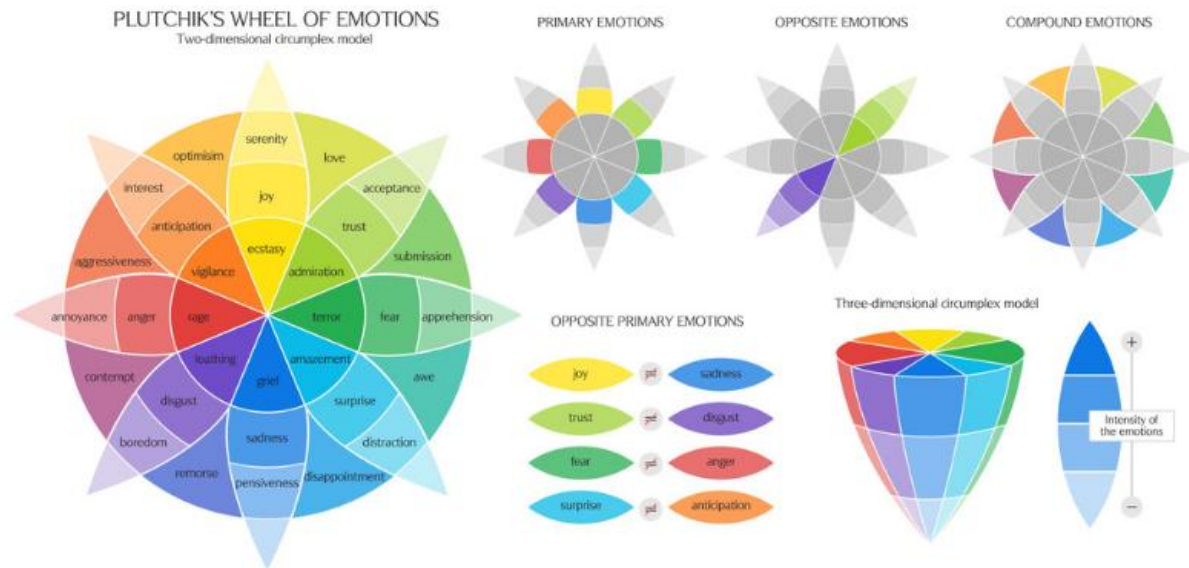 PLUTCHIK'S WHEEL OF EMOTIONS
Two-dimensional circumplex model
serenity
optimisim
love
interest
joy
acceptance
anticipation
trust
ecstasy
aggressiveness
vigilance
admiration
submission
annoyance
anger
rage
terror
fear
apprehension
loathing
amazement
contempt
grief
awe
disgust
surprise
boredom
sadness
distraction
remorse
pensiveness
disappointment
PRIMARY EMOTIONS
OPPOSITE EMOTIONS
COMPOUND EMOTIONS
OPPOSITE PRIMARY EMOTIONS
joy ≠ sadness
trust ≠ disgust
fear ≠ anger
surprise ≠ anticipation
Three-dimensional circumplex model
+
Intensity of
the emotions
−